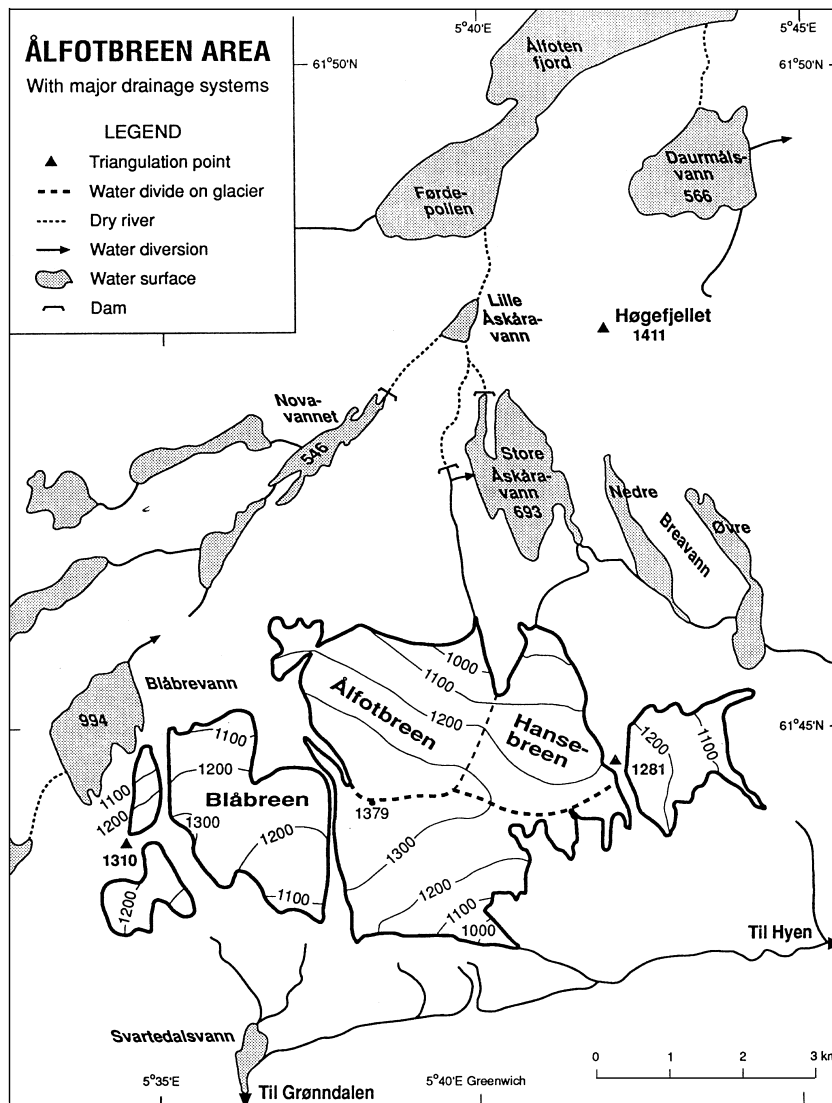 ÅLFOTBREEN AREA
With major drainage systems
LEGEND
Triangulation point
Water divide on glacier
Dry river
Water diversion
Water surface
Dam
5°40'E
5°45'E
61°50'N
61°50'N
Ålfoten
fjord
Daurmåls-
vann
566
Førde-
pollen
Lille
Åskåra-
vann
Høgefjellet
1411
Nova-
vannet
546
Store
Åskåra-
vann
693
Nedre
Breavann
Øvre
Blåbrevann
994
1000
1100
1200
Ålfotbreen
Hanse-
breen
61°45'N
1100
1200
1300
Blåbreen
1200
1100
1100
1200
1310
1200
1379
1300
1200
1100
1000
1281
1200
1100
Til Hyen
Svartedalsvann
Til Grønndalen
5°35'E
5°40'E Greenwich
0 1 2 3 km